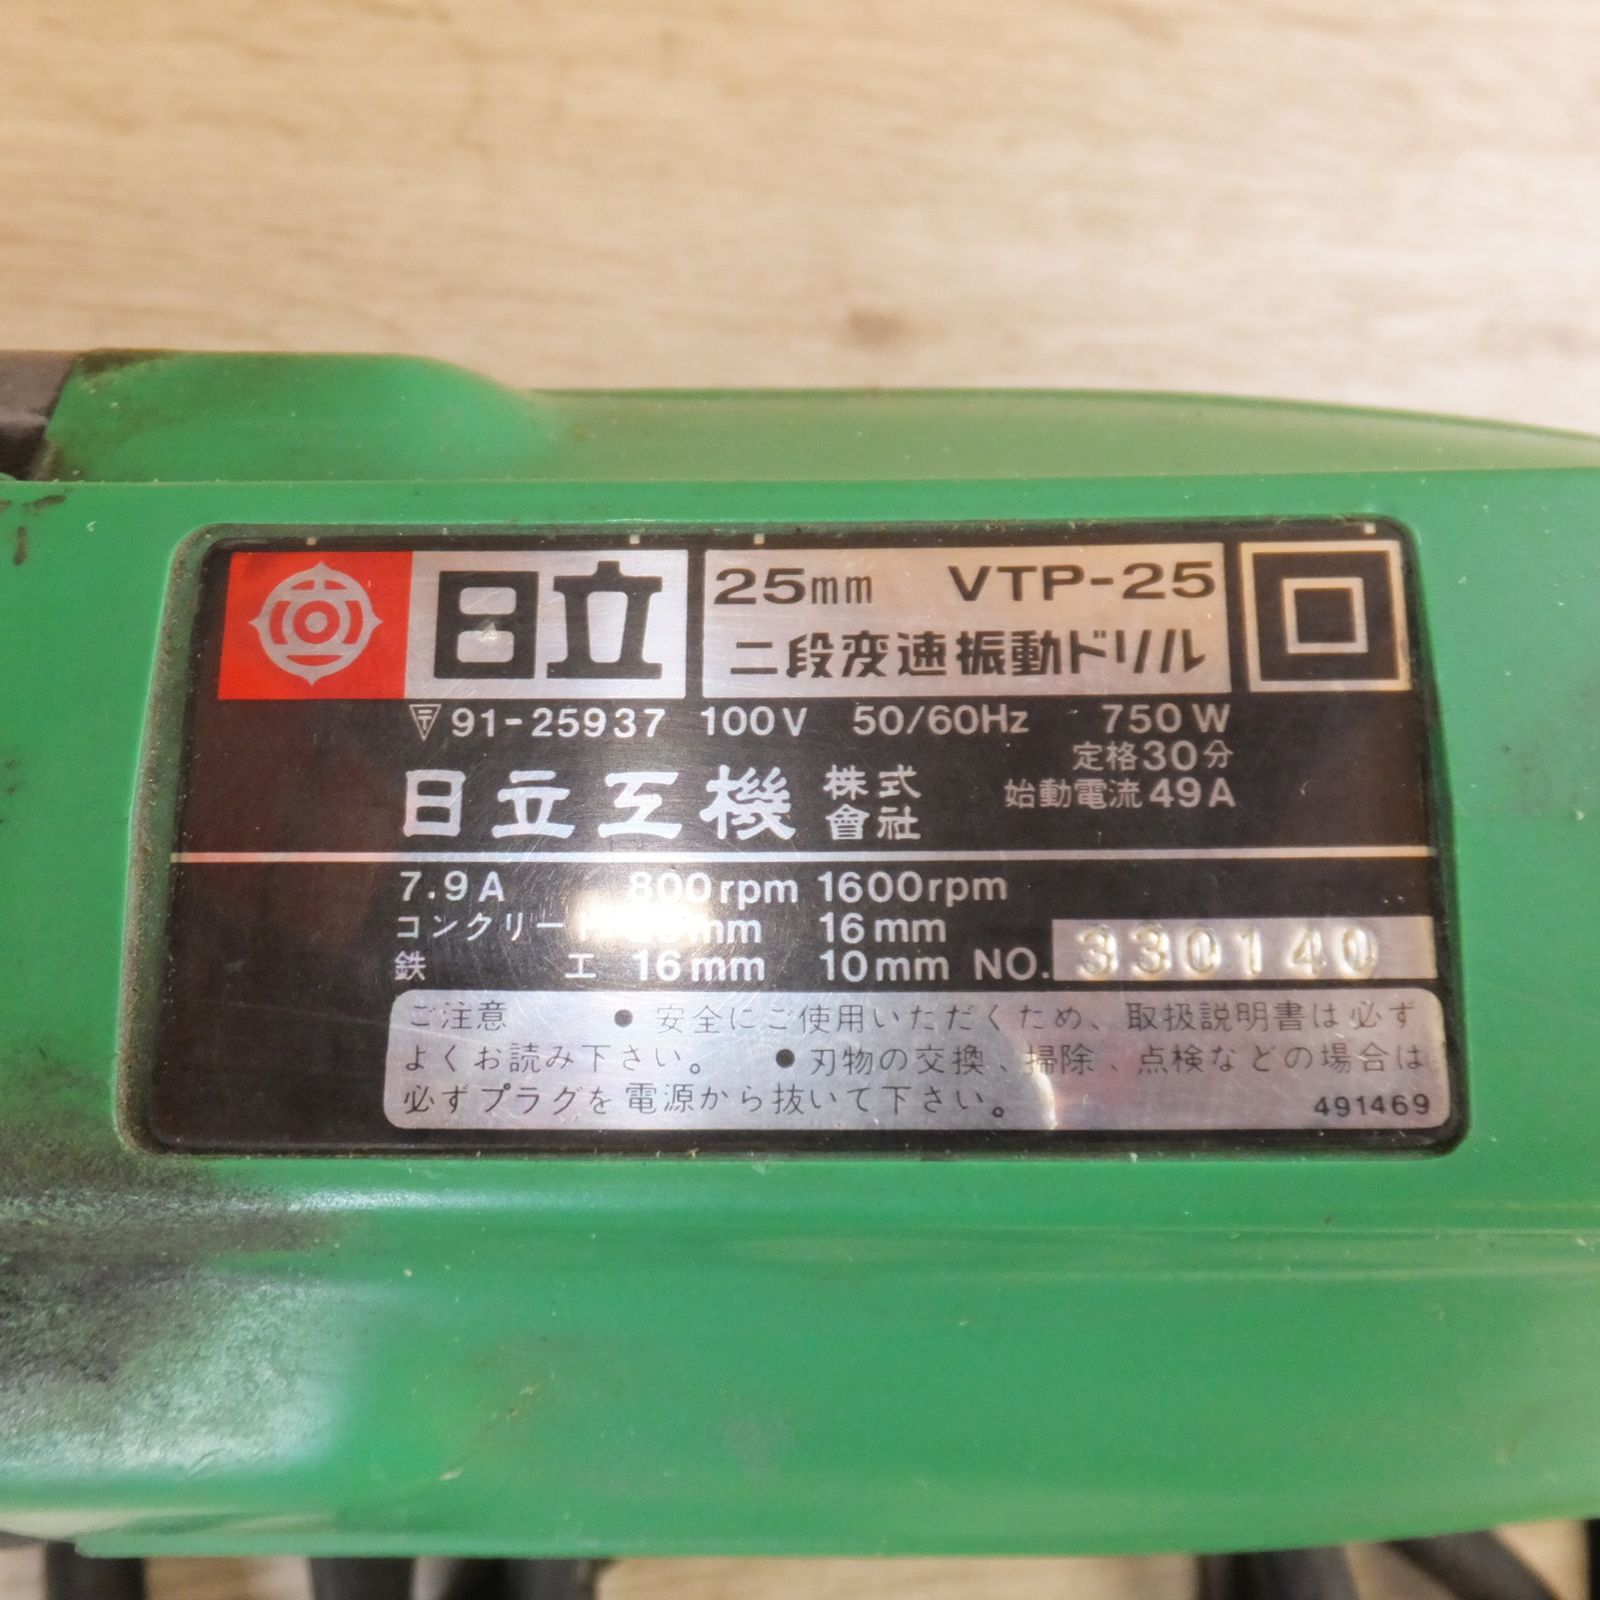 日立
25mm VTP-25
二段変速振動ドリル
〒 91-25937 100V 50/60Hz 750W
定格30分
始動電流49A
日立工機株式會社
7.9A 800rpm 1600rpm
コンクリート mm 16mm
鉄工 16mm 10mm NO. 330140
ご注意 ●安全にご使用いただくため、取扱説明書は必ず
よくお読み下さい。 ●刃物の交換、掃除、点検などの場合は
必ずプラグを電源から抜いて下さい。 491469